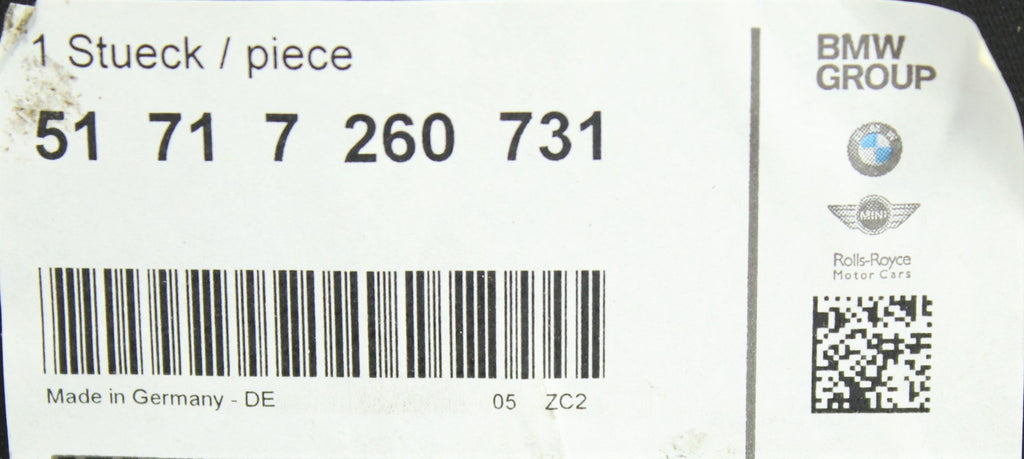 1 Stueck / piece
51 71 7 260 731
Made in Germany - DE
05 ZC2
BMW
GROUP
BMW
MINI
Rolls-Royce
Motor Cars